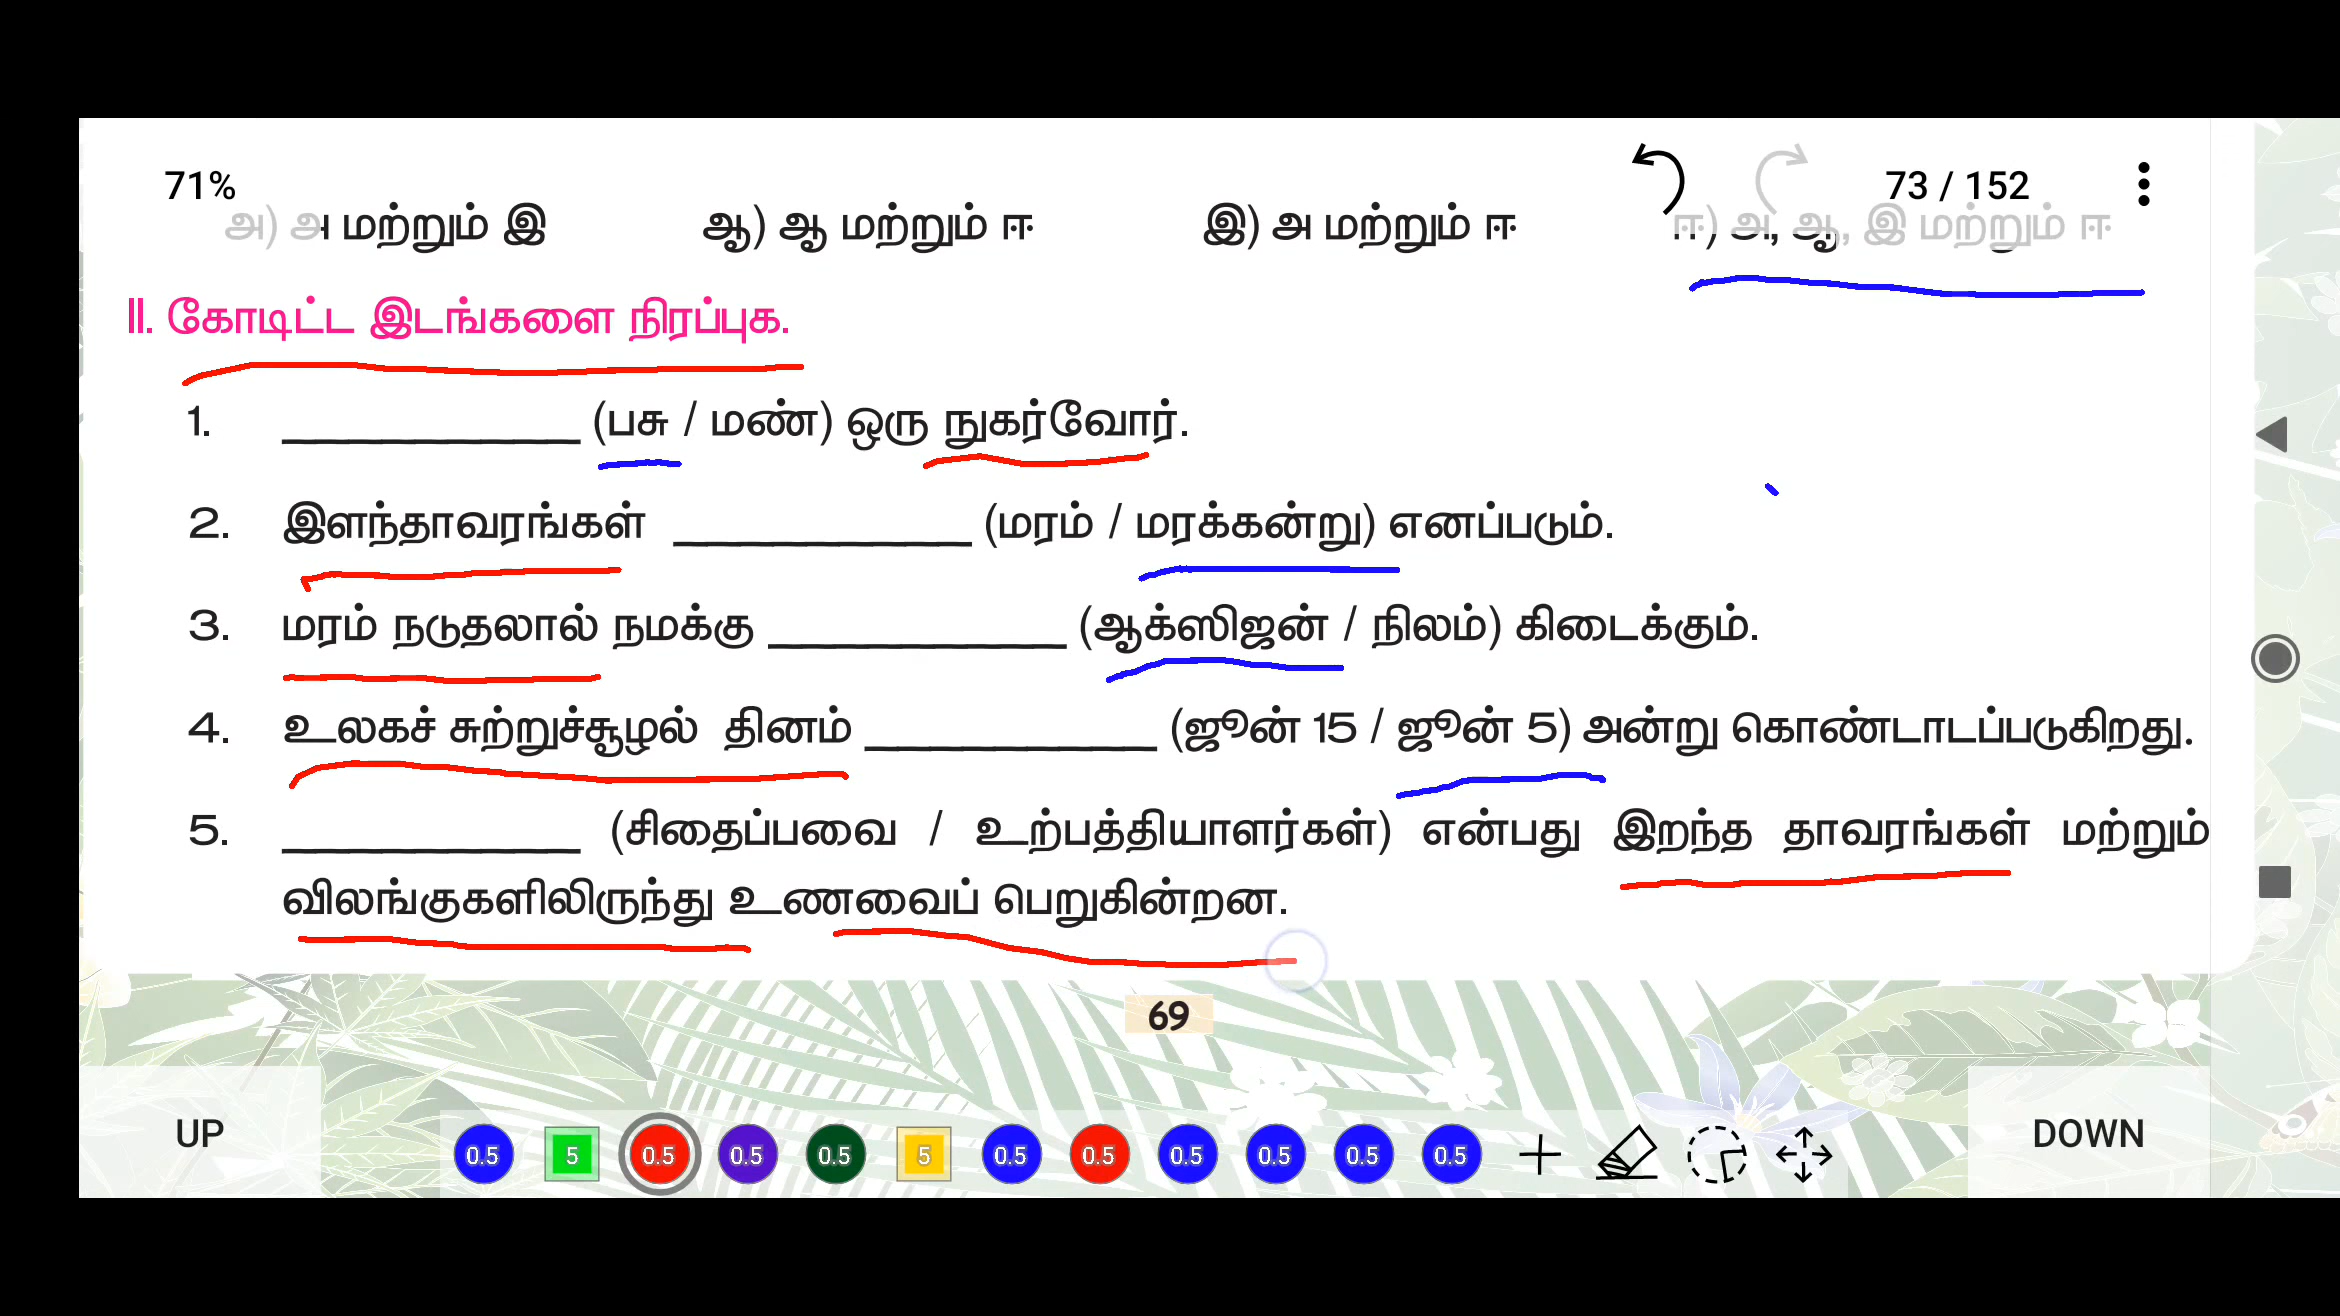 71%
73 / 152
அ) அ மற்றும் இ ஆ) ஆ மற்றும் ஈ இ) அ மற்றும் ஈ ஈ) அ, ஆ, இ மற்றும் ஈ
II. கோடிட்ட இடங்களை நிரப்புக.
1. ____________ (பசு / மண்) ஒரு நுகர்வோர்.
2. இளந்தாவரங்கள் ____________ (மரம் / மரக்கன்று) எனப்படும்.
3. மரம் நடுதலால் நமக்கு ____________ (ஆக்ஸிஜன் / நிலம்) கிடைக்கும்.
4. உலகச் சுற்றுச்சூழல் தினம் ____________ (ஜூன் 15 / ஜூன் 5) அன்று கொண்டாடப்படுகிறது.
5. ____________ (சிதைப்பவை / உற்பத்தியாளர்கள்) என்பது இறந்த தாவரங்கள் மற்றும்
விலங்குகளிலிருந்து உணவைப் பெறுகின்றன.
69
UP
0.5 5 0.5 0.5 0.5 5 0.5 0.5 0.5 0.5 0.5 0.5
DOWN